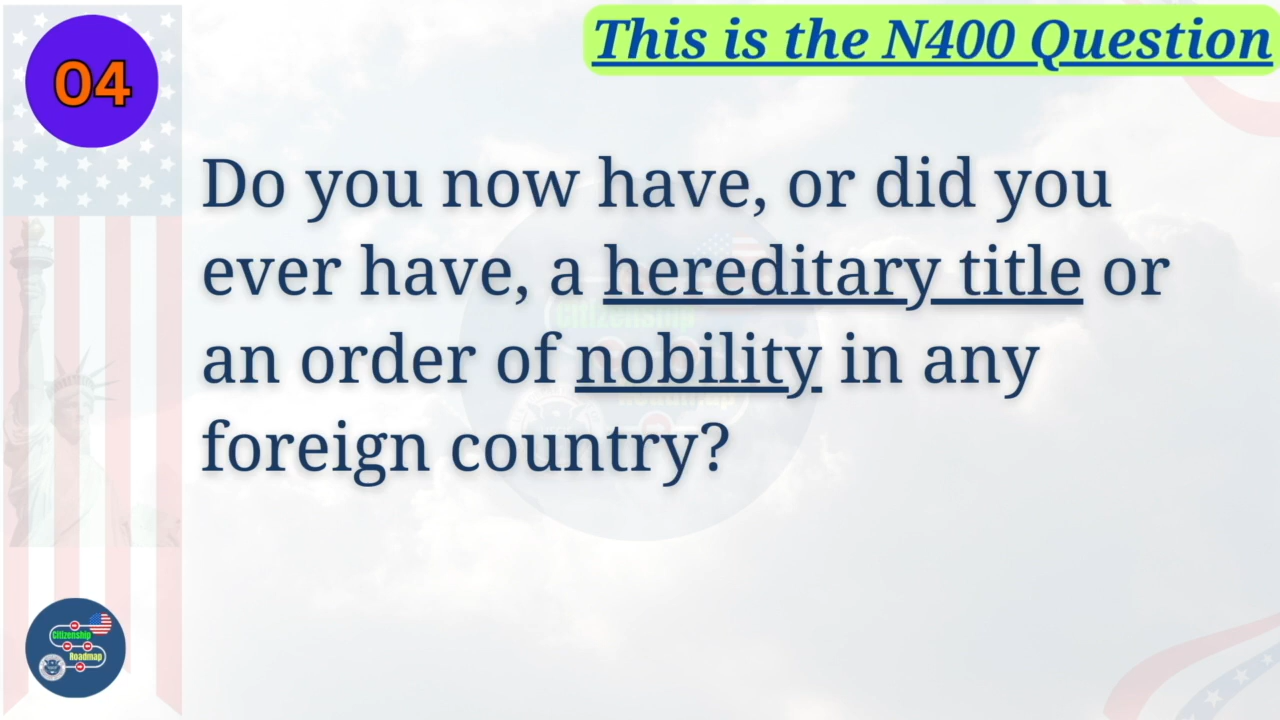 04
This is the N400 Question
Do you now have, or did you
ever have, a hereditary title or
an order of nobility in any
foreign country?
Citizenship
Roadmap